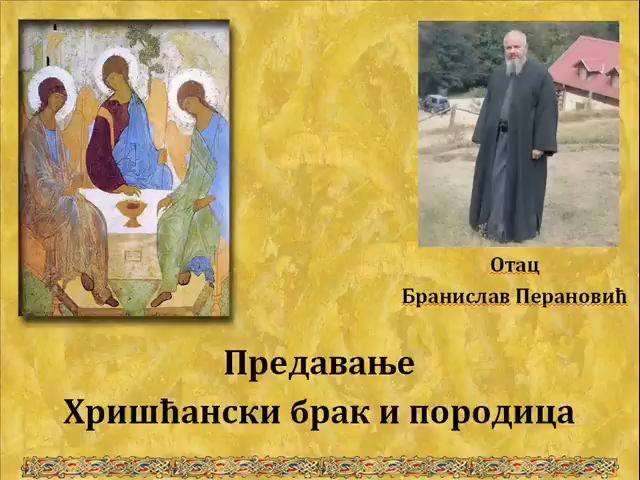 Отац
Бранислав Перановић
Предавање
Хришћански брак и породица